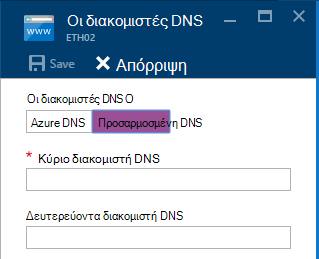 www
Οι διακομιστές DNS
ETH02
Save Απόρριψη
Οι διακομιστές DNS O
Azure DNS Προσαρμοσμένη DNS
* Κύριο διακομιστή DNS
Δευτερεύοντα διακομιστή DNS